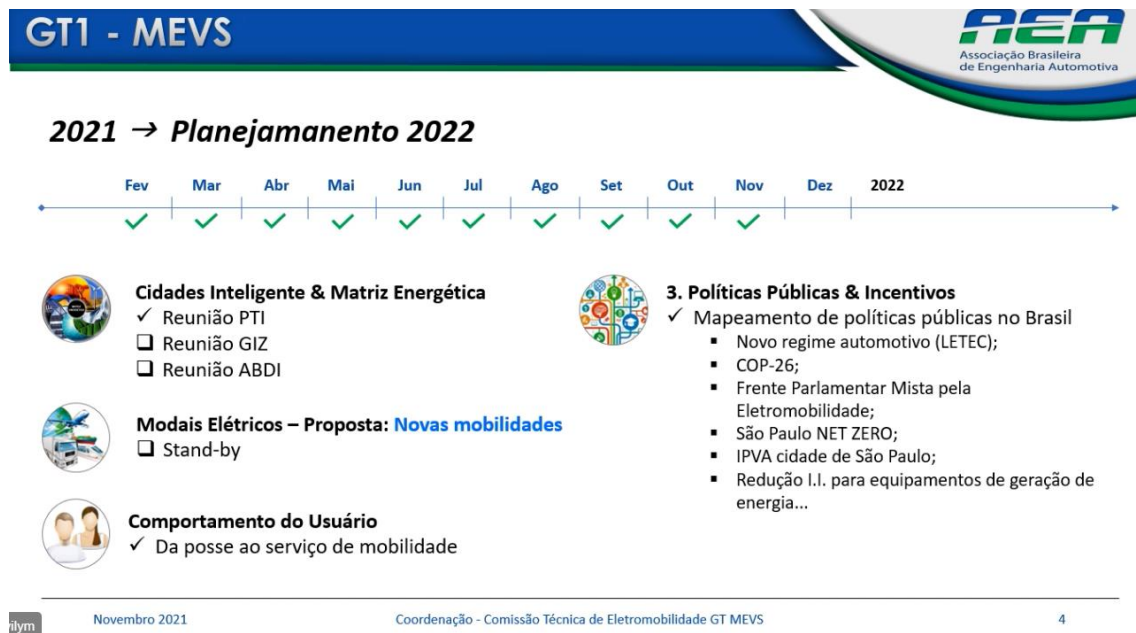 GT1 - MEVS
AEA
Associação Brasileira
de Engenharia Automotiva
2021 → Planejamanento 2022
Fev Mar Abr Mai Jun Jul Ago Set Out Nov Dez 2022
Cidades Inteligente & Matriz Energética
✓ Reunião PTI
❑ Reunião GIZ
❑ Reunião ABDI
Modais Elétricos – Proposta: Novas mobilidades
❑ Stand-by
Comportamento do Usuário
✓ Da posse ao serviço de mobilidade
3. Políticas Públicas & Incentivos
✓ Mapeamento de políticas públicas no Brasil
▪ Novo regime automotivo (LETEC);
▪ COP-26;
▪ Frente Parlamentar Mista pela
Eletromobilidade;
▪ São Paulo NET ZERO;
▪ IPVA cidade de São Paulo;
▪ Redução I.I. para equipamentos de geração de
energia...
Novembro 2021
Coordenação - Comissão Técnica de Eletromobilidade GT MEVS
4